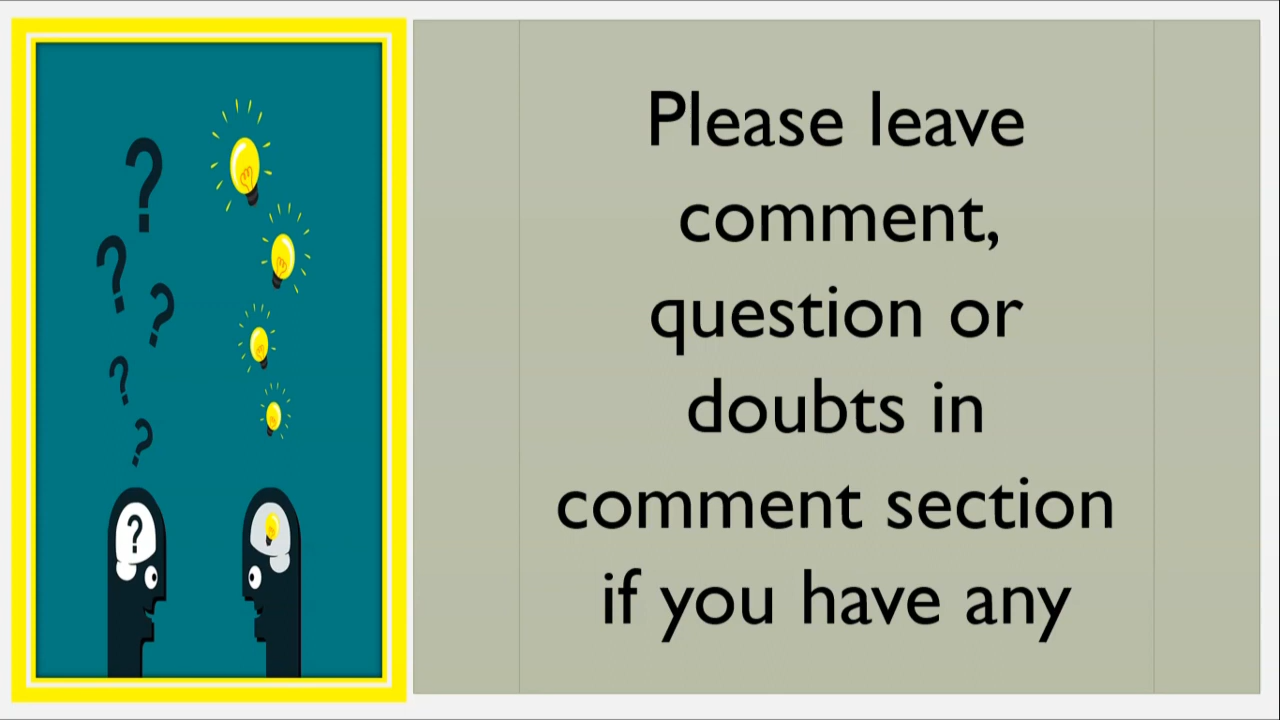 Please leave
comment,
question or
doubts in
comment section
if you have any